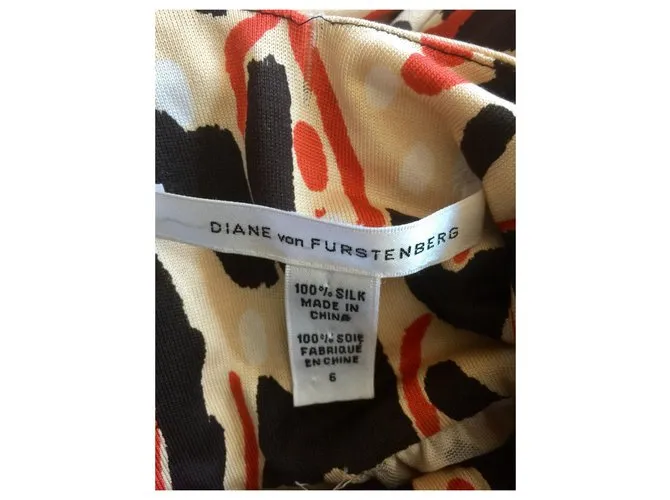 DIANE von FURSTENBERG
100% SILK
MADE IN
CHINA
100% SOIE
FABRIQUE
EN CHINE
6